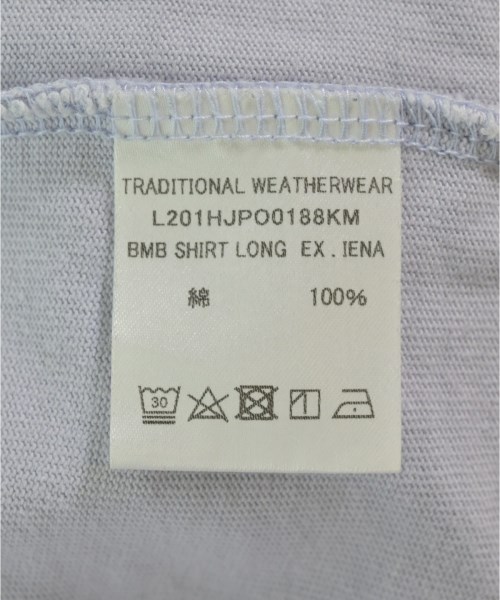 TRADITIONAL WEATHERWEAR
L201HJPO0188KM
BMB SHIRT LONG EX . IENA
綿 100%
30